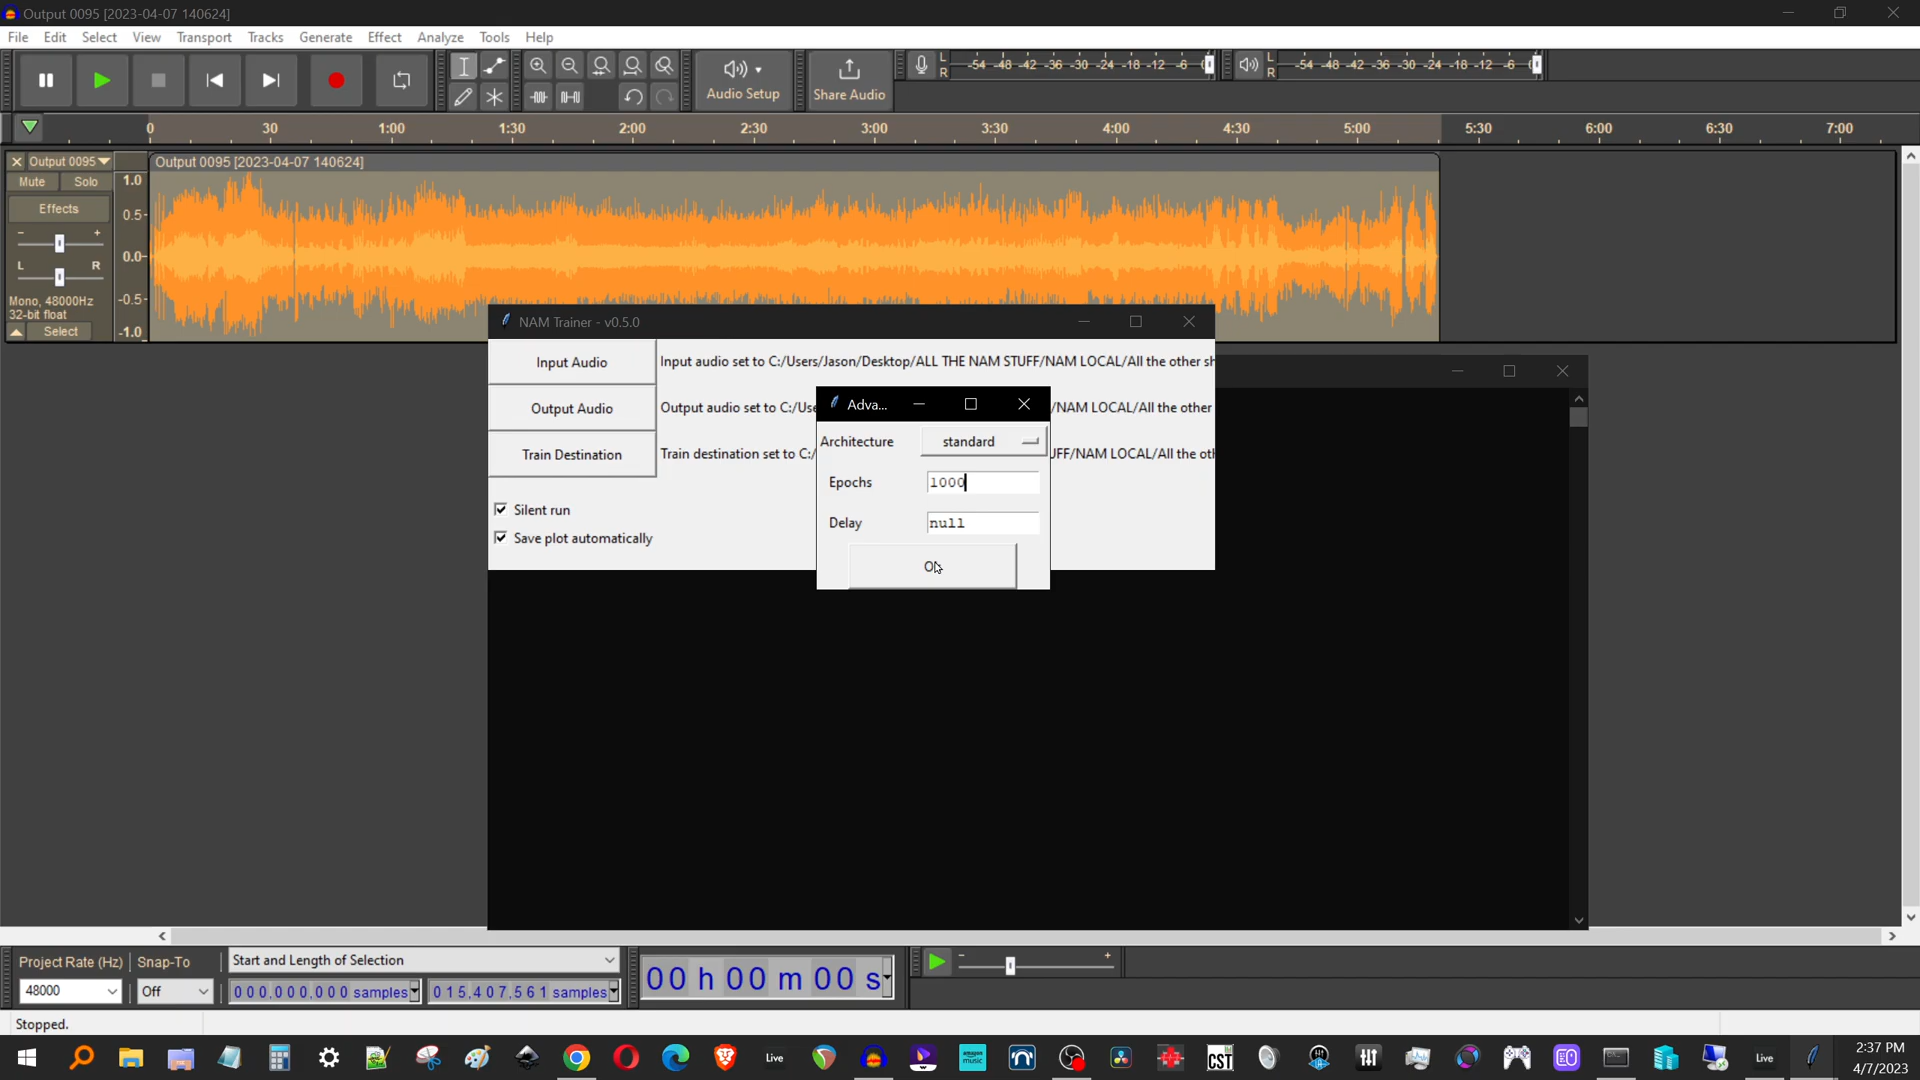 Output 0095 [2023-04-07 140624]
File Edit Select View Transport Tracks Generate Effect Analyze Tools Help
Audio Setup
Share Audio
L
R
-54 -48 -42 -36 -30 -24 -18 -12 -6 0
L
R
-54 -48 -42 -36 -30 -24 -18 -12 -6
0 30 1:00 1:30 2:00 2:30 3:00 3:30 4:00 4:30 5:00 5:30 6:00 6:30 7:00
Output 0095
Output 0095 [2023-04-07 140624]
Mute Solo
Effects
- +
L R
Mono, 48000Hz
32-bit float
Select
1.0
0.5-
0.0-
-0.5-
-1.0
NAM Trainer - v0.5.0
Input Audio
Input audio set to C:/Users/Jason/Desktop/ALL THE NAM STUFF/NAM LOCAL/All the other sh
Output Audio
Output audio set to C:/Use
/NAM LOCAL/All the other
Train Destination
Train destination set to C:/
JFF/NAM LOCAL/All the oth
Silent run
Save plot automatically
Adva...
Architecture standard
Epochs 1000
Delay null
Project Rate (Hz) Snap-To
Start and Length of Selection
48000
Off
000,000,000 samples
015,407,561 samples
00 h 00 m 00 s
- +
Stopped.
Live
amazon music
CST
Live
2:37 PM
4/7/2023